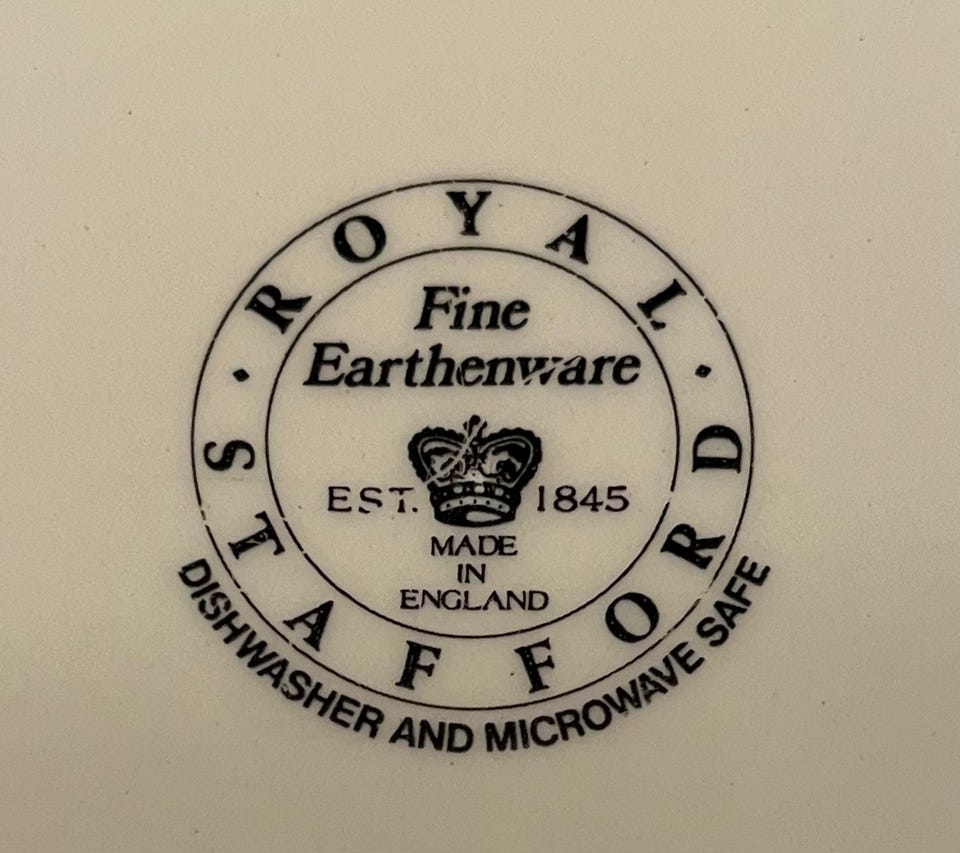 ROYAL
Fine
Earthenware
EST. 1845
MADE
IN
ENGLAND
STAFFORD
DISHWASHER AND MICROWAVE SAFE